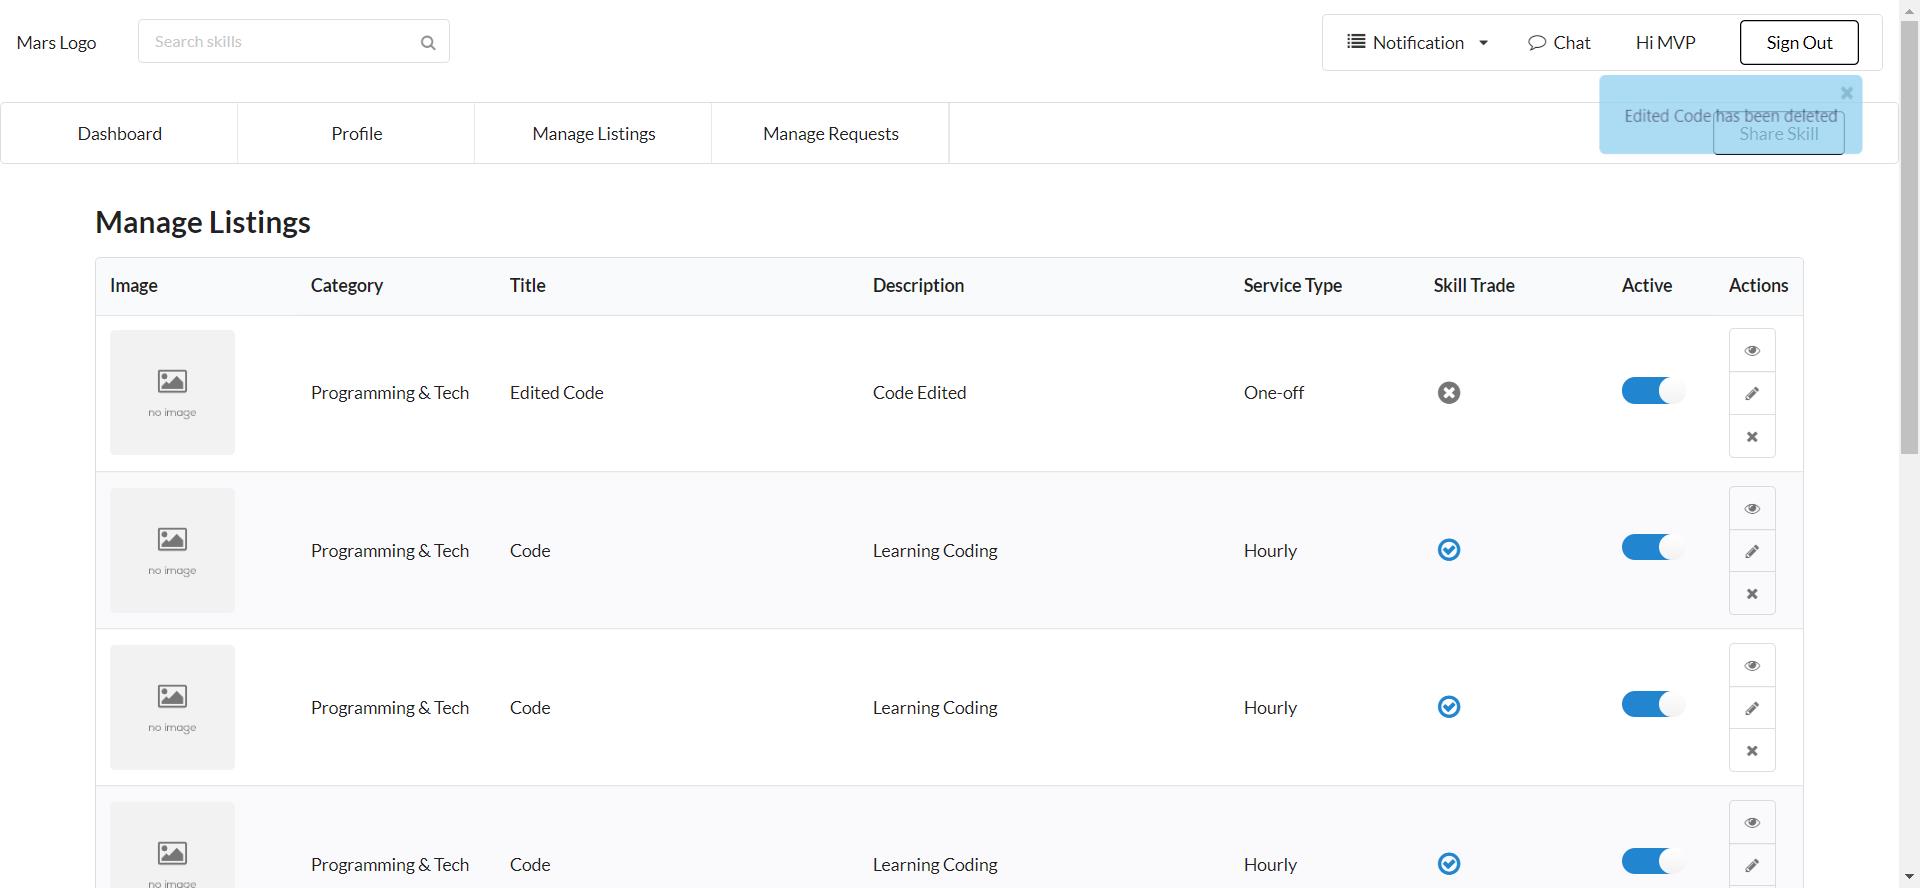 Mars Logo
Search skills
Notification
Chat
Hi MVP
Sign Out
Edited Code has been deleted
Dashboard
Profile
Manage Listings
Manage Requests
Share Skill
Manage Listings
Image Category Title Description Service Type Skill Trade Active Actions
no image
Programming & Tech Edited Code Code Edited One-off
no image
Programming & Tech Code Learning Coding Hourly
no image
Programming & Tech Code Learning Coding Hourly
no image
Programming & Tech Code Learning Coding Hourly